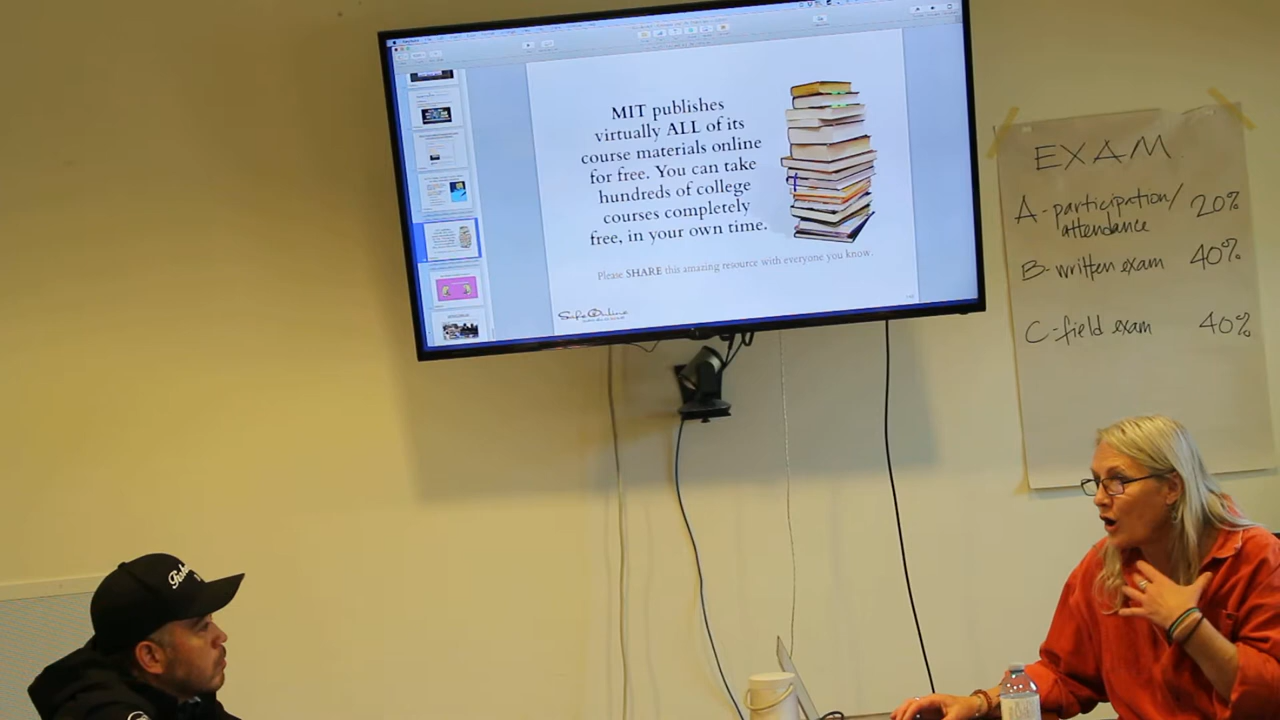 MIT publishes
virtually ALL of its
course materials online
for free. You can take
hundreds of college
courses completely
free, in your own time.
Please SHARE this amazing resource with everyone you know.
SafeOnline
EXAM
A - participation/ 20%
attendance
B - written exam 40%
C - field exam 40%